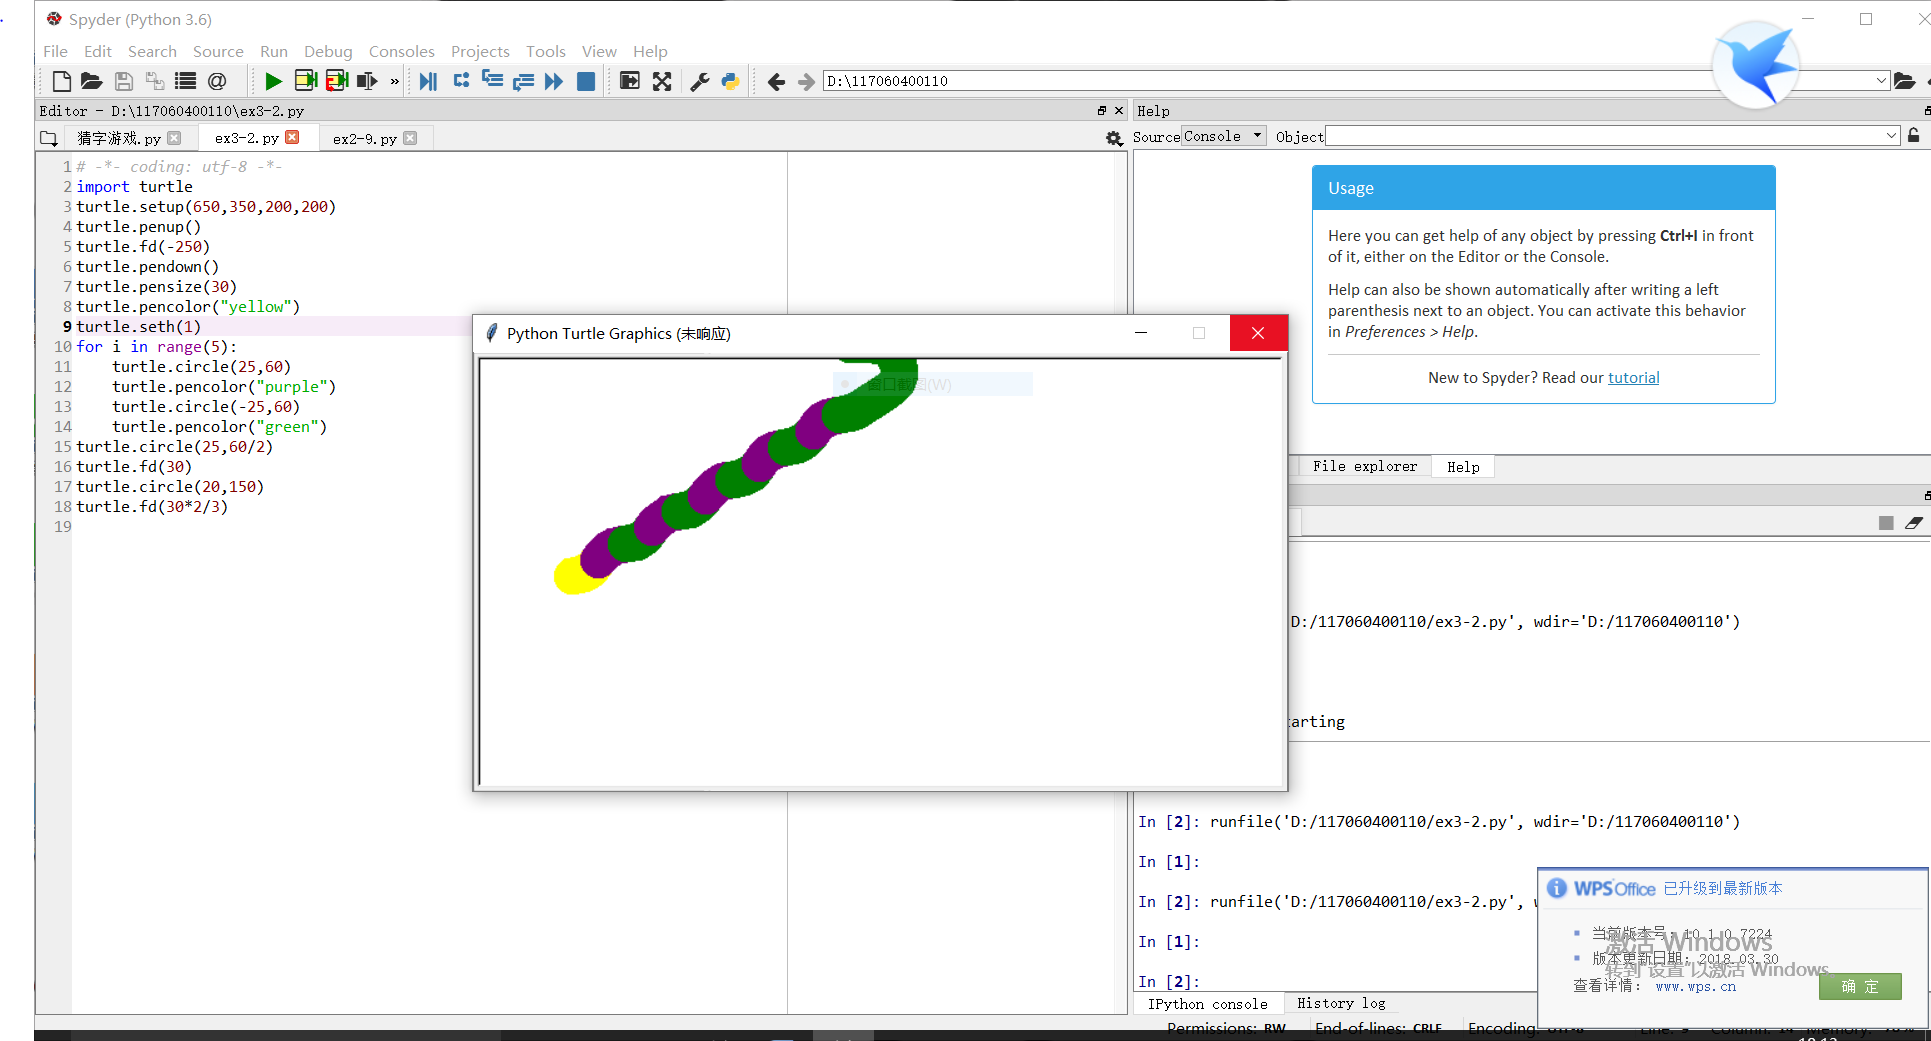 Spyder (Python 3.6)
File Edit Search Source Run Debug Consoles Projects Tools View Help
D:\117060400110
Editor - D:\117060400110\ex3-2.py
猜字游戏.py ex3-2.py ex2-9.py
1 # -*- coding: utf-8 -*-
2 import turtle
3 turtle.setup(650,350,200,200)
4 turtle.penup()
5 turtle.fd(-250)
6 turtle.pendown()
7 turtle.pensize(30)
8 turtle.pencolor("yellow")
9 turtle.seth(1)
10 for i in range(5):
11     turtle.circle(25,60)
12     turtle.pencolor("purple")
13     turtle.circle(-25,60)
14     turtle.pencolor("green")
15 turtle.circle(25,60/2)
16 turtle.fd(30)
17 turtle.circle(20,150)
18 turtle.fd(30*2/3)
19
Python Turtle Graphics (未响应)
窗口截图(W)
Help
Source Console Object
Usage
Here you can get help of any object by pressing Ctrl+I in front
of it, either on the Editor or the Console.
Help can also be shown automatically after writing a left
parenthesis next to an object. You can activate this behavior
in Preferences > Help.
New to Spyder? Read our tutorial
File explorer Help
D:/117060400110/ex3-2.py', wdir='D:/117060400110')
arting
In [2]: runfile('D:/117060400110/ex3-2.py', wdir='D:/117060400110')
In [1]:
In [2]: runfile('D:/117060400110/ex3-2.py', w
In [1]:
In [2]:
IPython console History log
WPS Office 已升级到最新版本
当前版本号: 10.1.0.7224
版本更新日期: 2018.03.30
查看详情: www.wps.cn
确 定
激活 Windows
转到"设置"以激活 Windows。
Permissions: RW End-of-lines: CRLF Encoding: